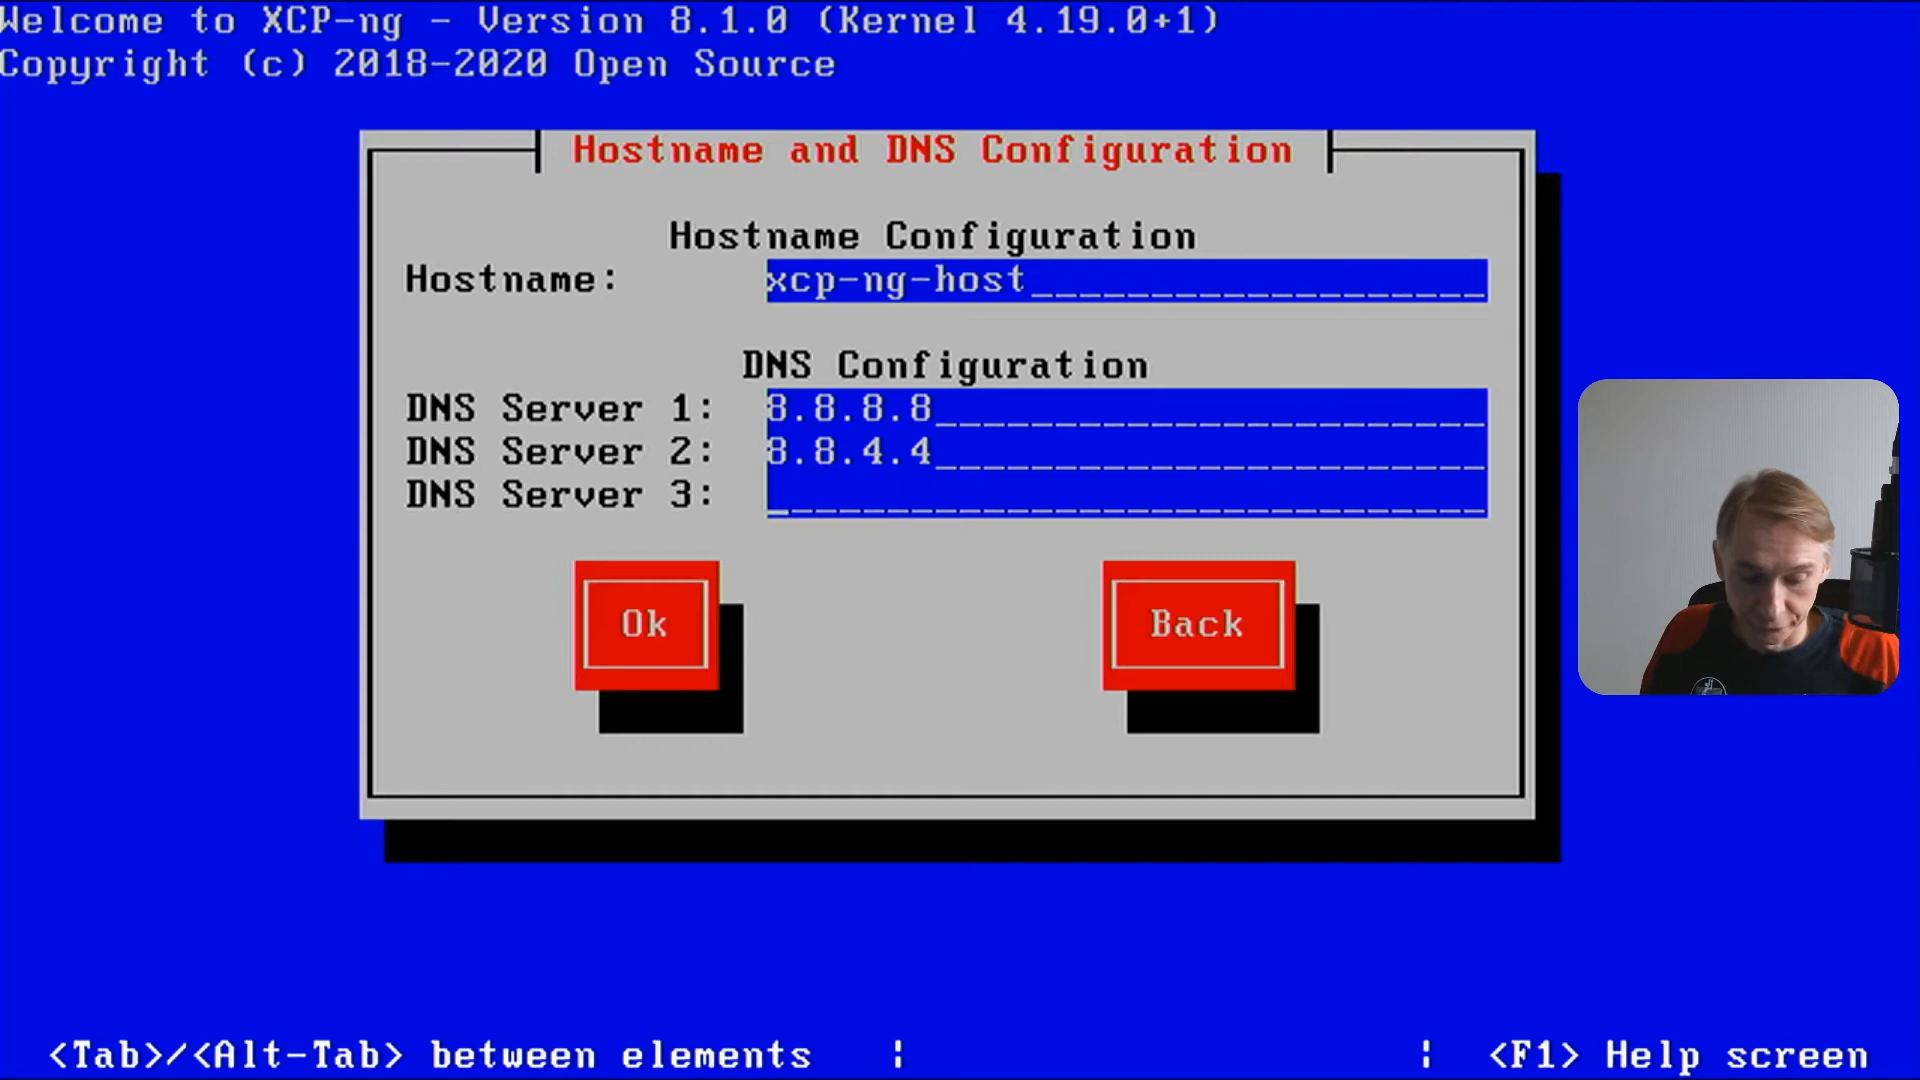 Welcome to XCP-ng - Version 8.1.0 (Kernel 4.19.0+1)
Copyright (c) 2018-2020 Open Source
Hostname and DNS Configuration
Hostname Configuration
Hostname: xcp-ng-host
DNS Configuration
DNS Server 1: 8.8.8.8
DNS Server 2: 8.8.4.4
DNS Server 3:
Ok Back
<Tab>/<Alt-Tab> between elements | | <F1> Help screen